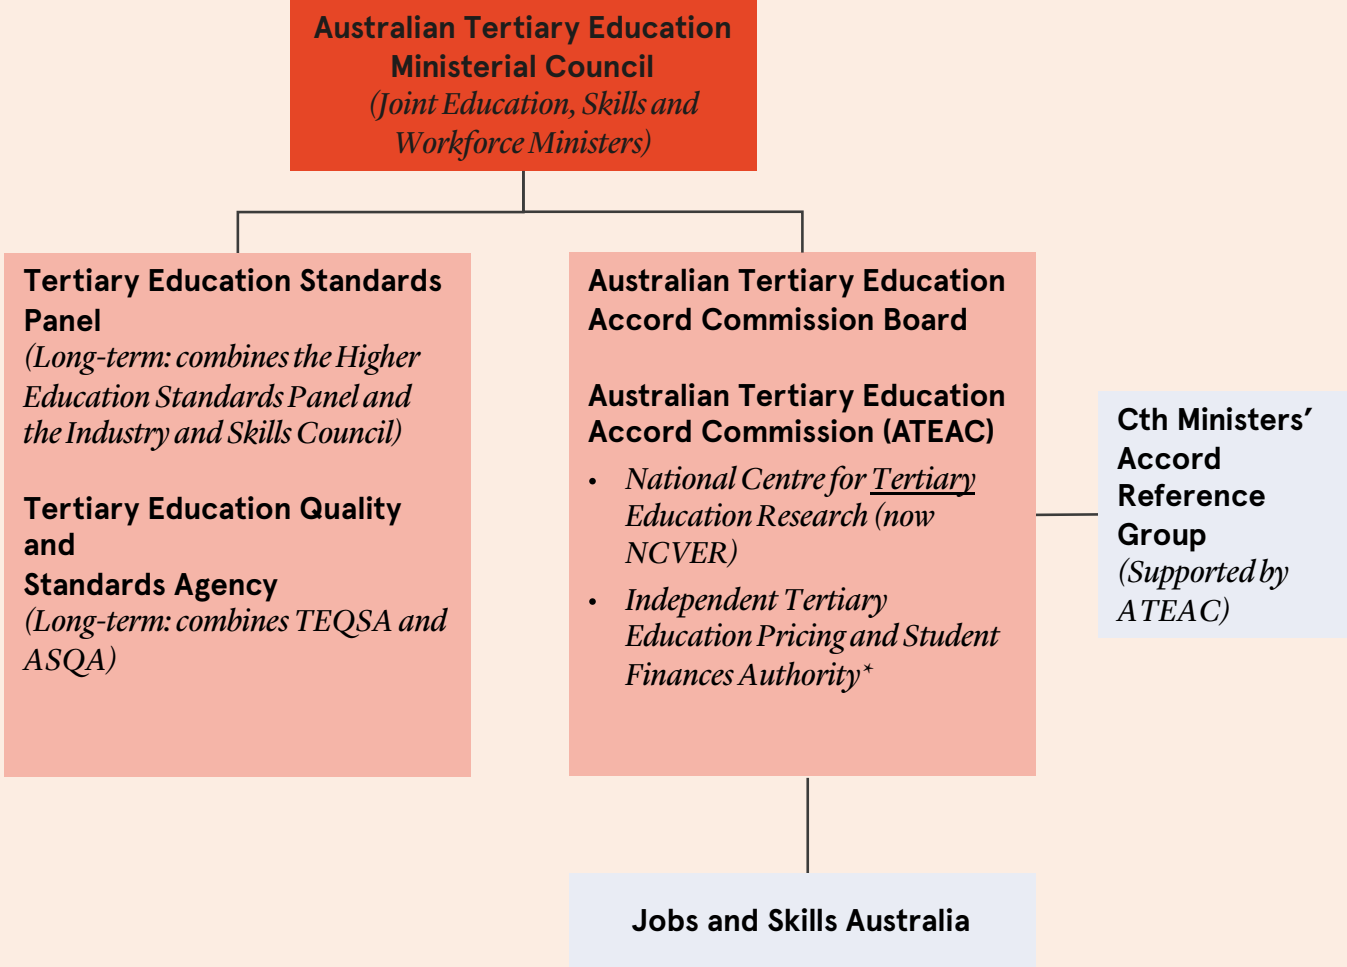 Australian Tertiary Education
Ministerial Council
(Joint Education, Skills and
Workforce Ministers)
Tertiary Education Standards
Panel
(Long-term: combines the Higher
Education Standards Panel and
the Industry and Skills Council)
Tertiary Education Quality
and
Standards Agency
(Long-term: combines TEQSA and
ASQA)
Australian Tertiary Education
Accord Commission Board
Australian Tertiary Education
Accord Commission (ATEAC)
• National Centre for Tertiary
Education Research (now
NCVER)
• Independent Tertiary
Education Pricing and Student
Finances Authority*
Cth Ministers’
Accord
Reference
Group
(Supported by
ATEAC)
Jobs and Skills Australia